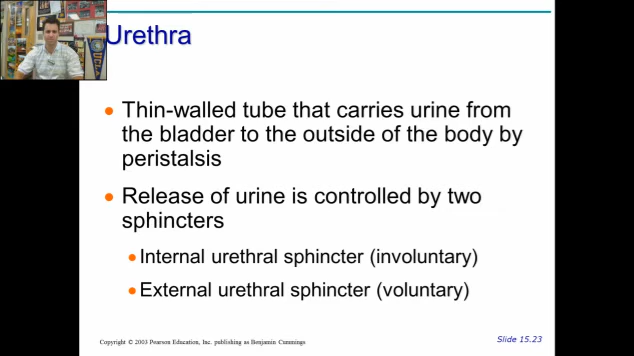 Urethra
• Thin-walled tube that carries urine from
the bladder to the outside of the body by
peristalsis
• Release of urine is controlled by two
sphincters
• Internal urethral sphincter (involuntary)
• External urethral sphincter (voluntary)
Copyright © 2003 Pearson Education, Inc. publishing as Benjamin Cummings
Slide 15.23